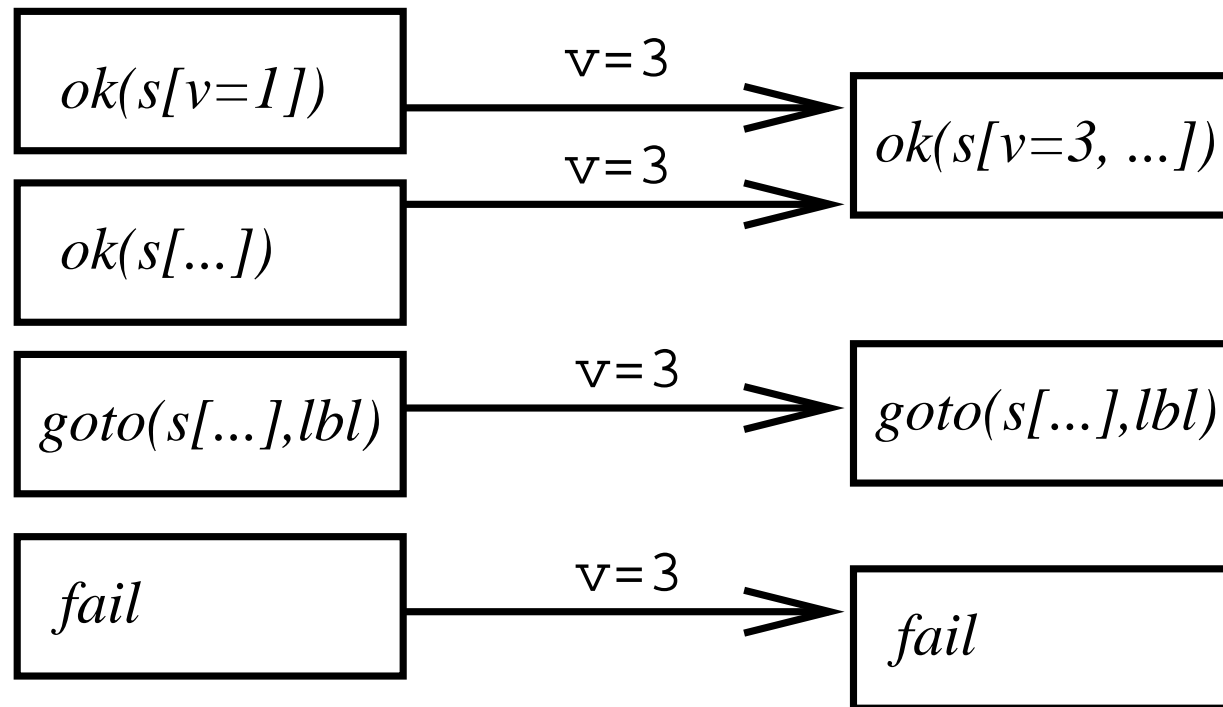 ok(s[v=1])
v=3
ok(s[v=3, ...])
v=3
ok(s[...])
v=3
goto(s[...],lbl)
goto(s[...],lbl)
v=3
fail
fail